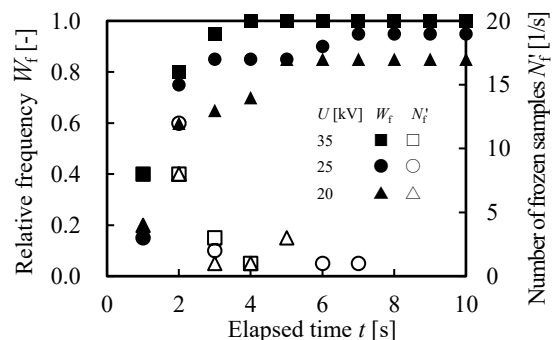 Relative frequency W_f [-]
1.0
0.8
0.6
0.4
0.2
0.0
U [kV] W_f N_f'
35
25
20
20
15
10
5
0
Number of frozen samples N_f' [1/s]
0 2 4 6 8 10
Elapsed time t [s]